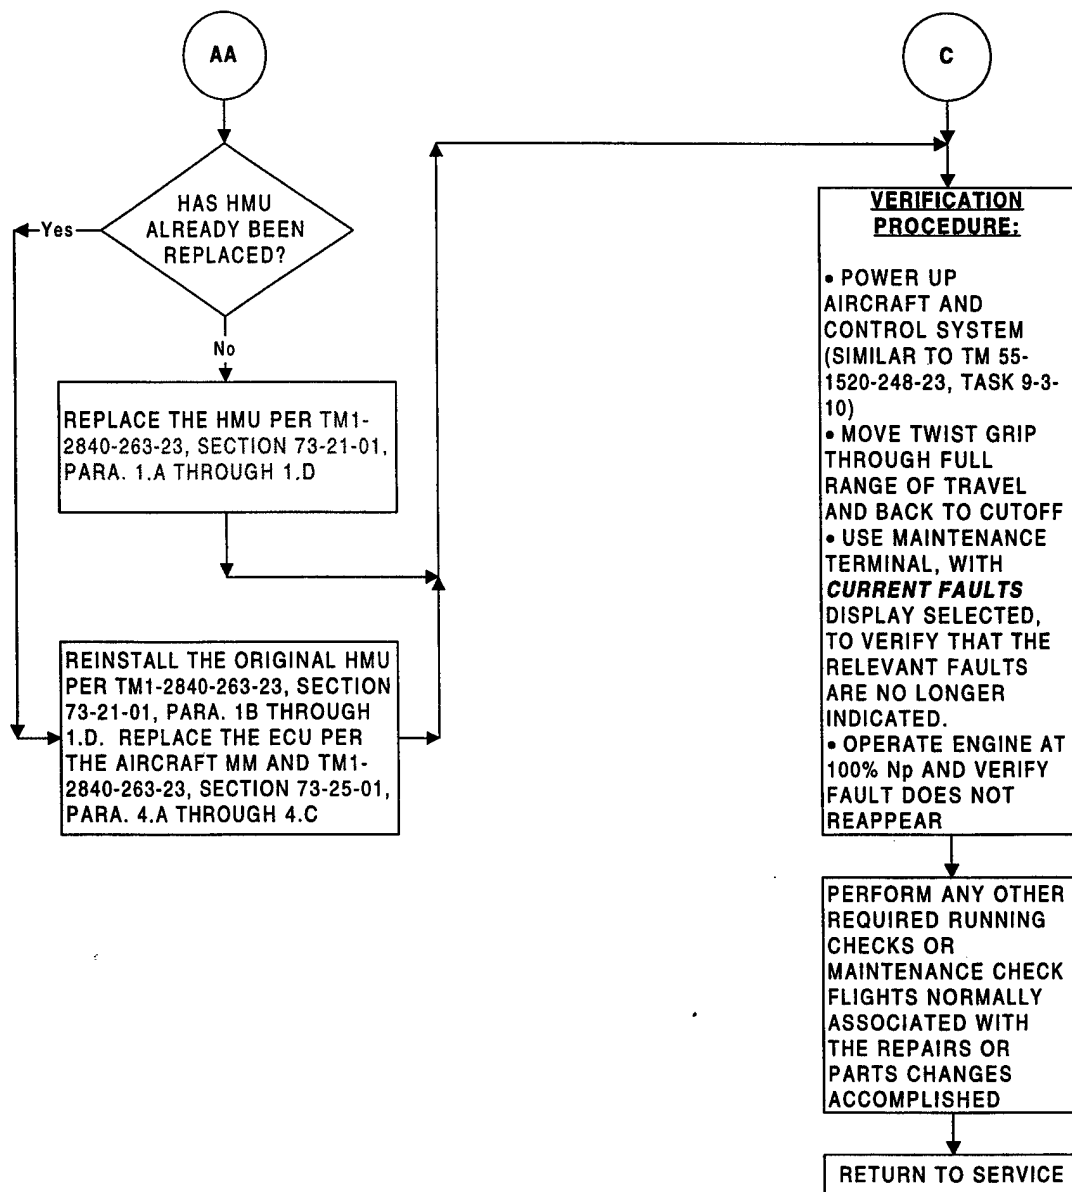 AA
HAS HMU
ALREADY BEEN
REPLACED?
Yes
No
REPLACE THE HMU PER TM1-
2840-263-23, SECTION 73-21-01,
PARA. 1.A THROUGH 1.D
REINSTALL THE ORIGINAL HMU
PER TM1-2840-263-23, SECTION
73-21-01, PARA. 1B THROUGH
1.D. REPLACE THE ECU PER
THE AIRCRAFT MM AND TM1-
2840-263-23, SECTION 73-25-01,
PARA. 4.A THROUGH 4.C
C
VERIFICATION
PROCEDURE:
• POWER UP
AIRCRAFT AND
CONTROL SYSTEM
(SIMILAR TO TM 55-
1520-248-23, TASK 9-3-
10)
• MOVE TWIST GRIP
THROUGH FULL
RANGE OF TRAVEL
AND BACK TO CUTOFF
• USE MAINTENANCE
TERMINAL, WITH
CURRENT FAULTS
DISPLAY SELECTED,
TO VERIFY THAT THE
RELEVANT FAULTS
ARE NO LONGER
INDICATED.
• OPERATE ENGINE AT
100% Np AND VERIFY
FAULT DOES NOT
REAPPEAR
PERFORM ANY OTHER
REQUIRED RUNNING
CHECKS OR
MAINTENANCE CHECK
FLIGHTS NORMALLY
ASSOCIATED WITH
THE REPAIRS OR
PARTS CHANGES
ACCOMPLISHED
RETURN TO SERVICE